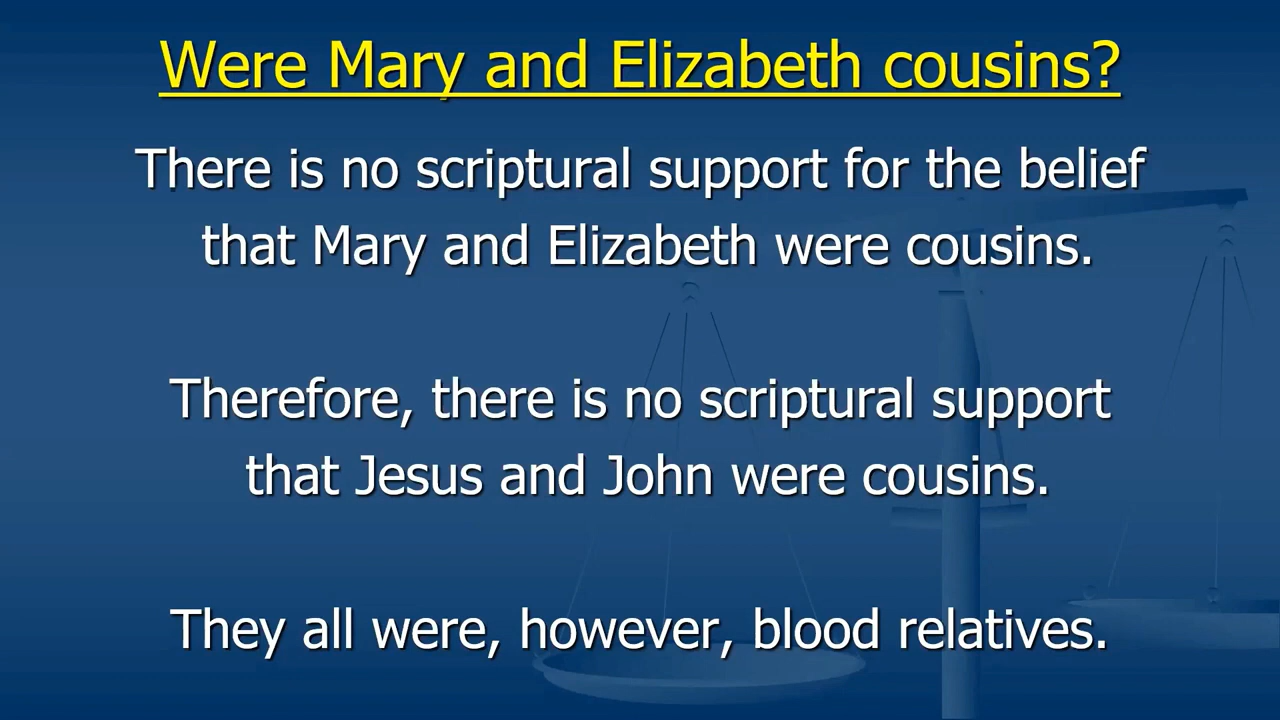 Were Mary and Elizabeth cousins?
There is no scriptural support for the belief
that Mary and Elizabeth were cousins.
Therefore, there is no scriptural support
that Jesus and John were cousins.
They all were, however, blood relatives.